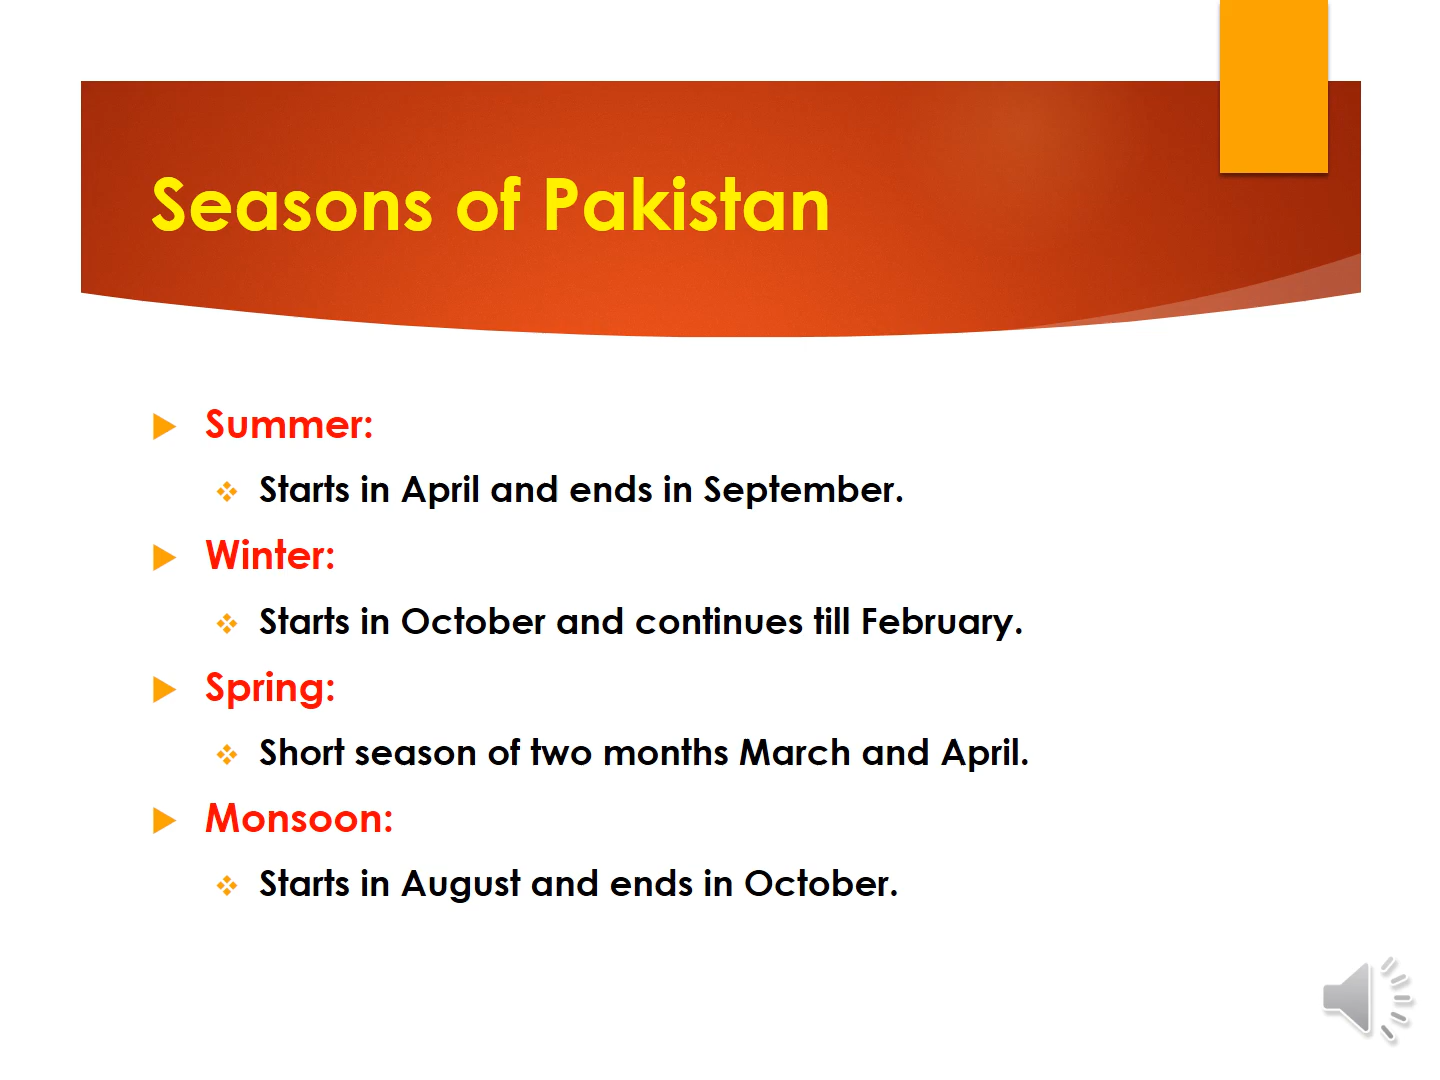 Seasons of Pakistan
Summer:
Starts in April and ends in September.
Winter:
Starts in October and continues till February.
Spring:
Short season of two months March and April.
Monsoon:
Starts in August and ends in October.